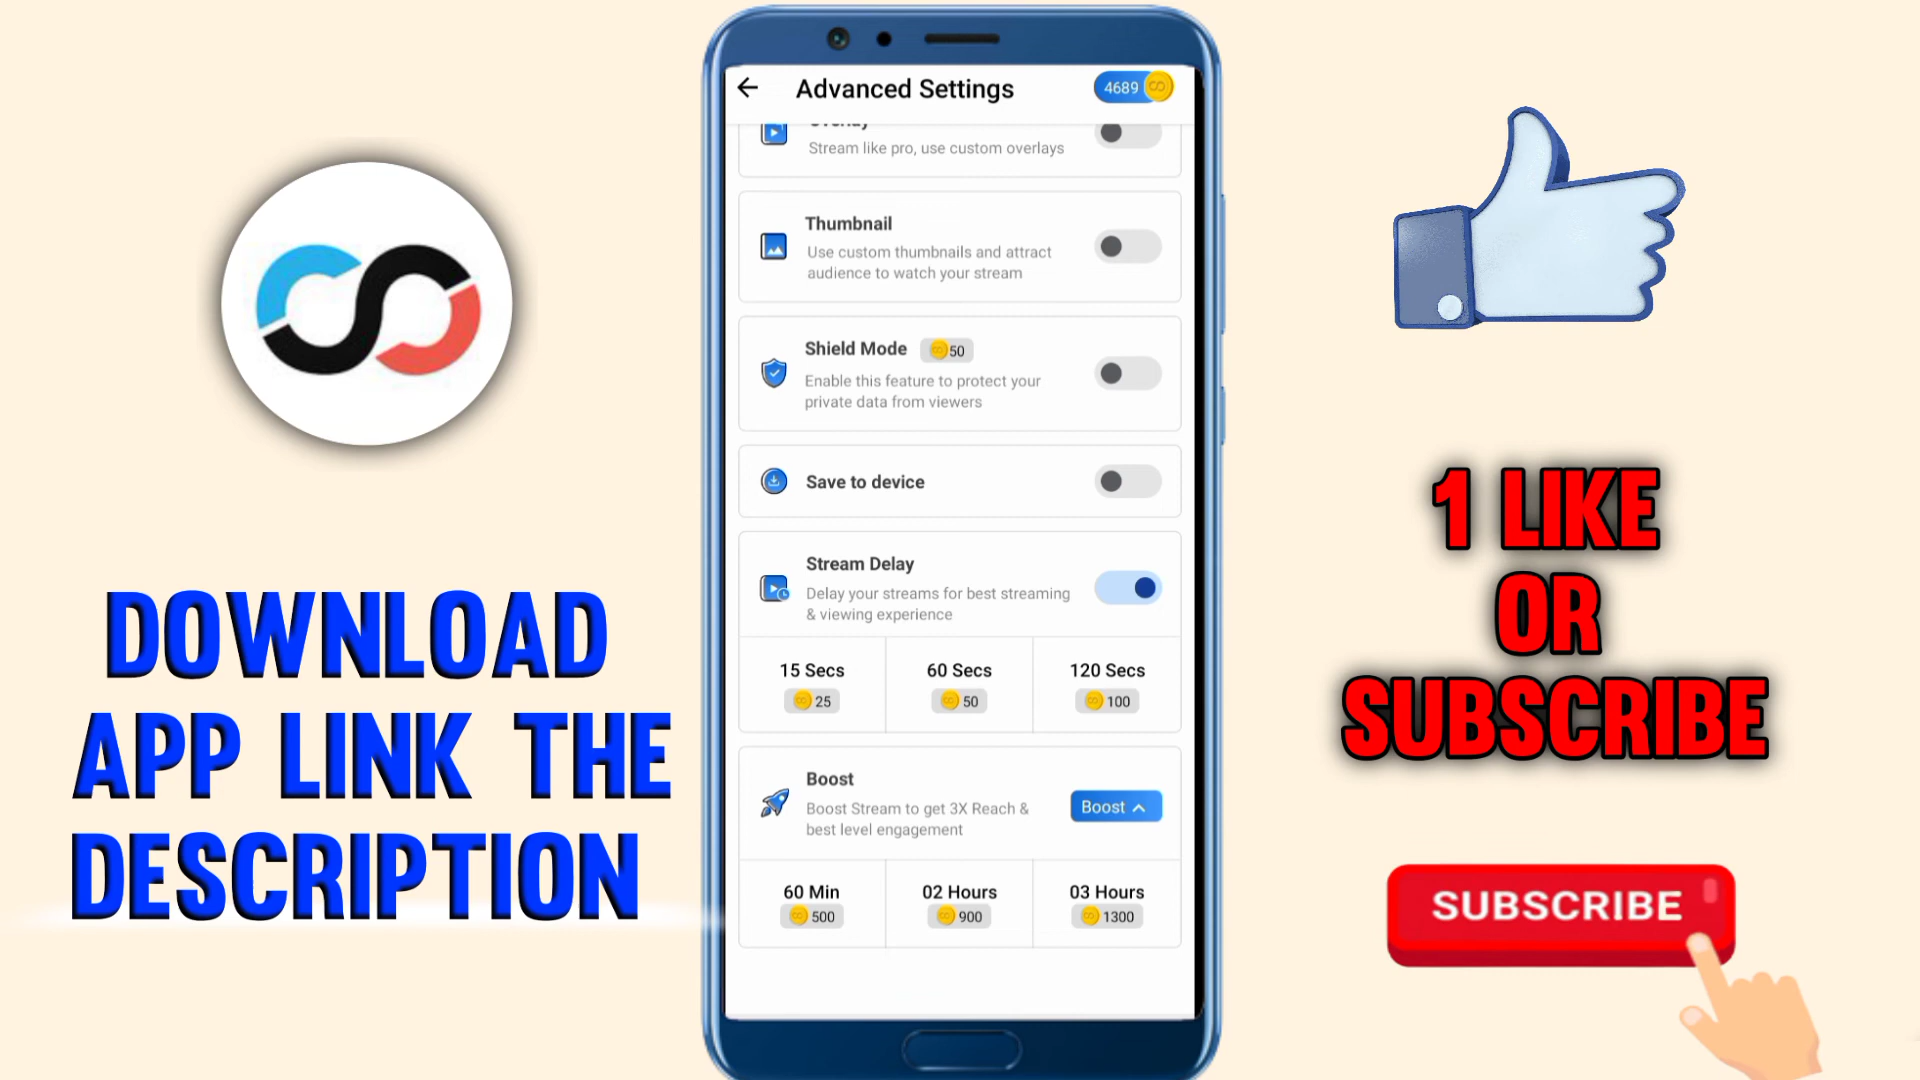 Advanced Settings
4689
Overlay
Stream like pro, use custom overlays
Thumbnail
Use custom thumbnails and attract
audience to watch your stream
Shield Mode 50
Enable this feature to protect your
private data from viewers
Save to device
Stream Delay
Delay your streams for best streaming
& viewing experience
15 Secs 60 Secs 120 Secs
25 50 100
Boost
Boost Stream to get 3X Reach &
best level engagement
Boost
60 Min 02 Hours 03 Hours
500 900 1300
DOWNLOAD
APP LINK THE
DESCRIPTION
1 LIKE
OR
SUBSCRIBE
SUBSCRIBE